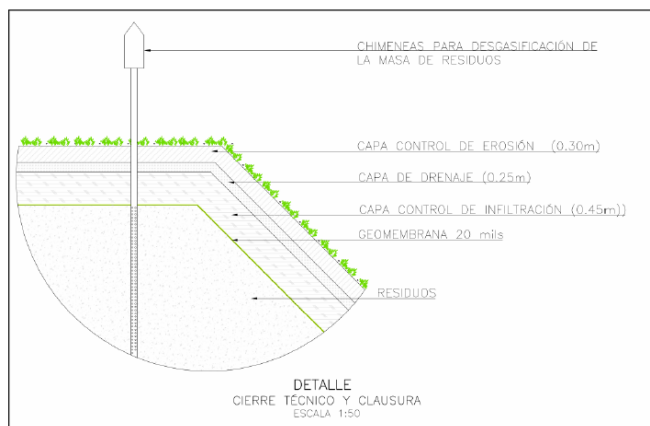 CHIMENEAS PARA DESGASIFICACIÓN DE
LA MASA DE RESIDUOS
CAPA CONTROL DE EROSIÓN (0.30m)
CAPA DE DRENAJE (0.25m)
CAPA CONTROL DE INFILTRACIÓN (0.45m))
GEOMEMBRANA 20 mils
RESIDUOS
DETALLE
CIERRE TÉCNICO Y CLAUSURA
ESCALA 1:50